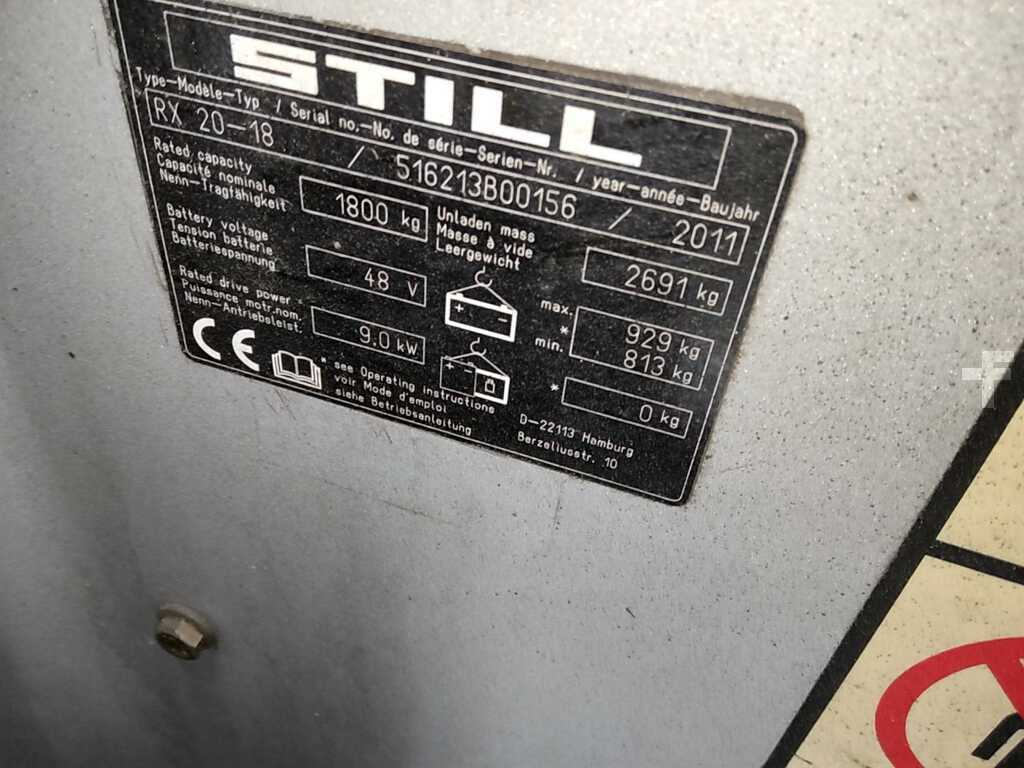 STILL
Type-Modèle-Typ / Serial no.-No. de série-Serien-Nr. / year-année-Baujahr
RX 20-18 / 516213B00156 / 2011
Rated capacity
Capacité nominale
Nenn-Tragfähigkeit
1800 kg
Unladen mass
Masse à vide
Leergewicht
2691 kg
Battery voltage
Tension batterie
Batteriespannung
48 V
+ -
max.
*
min.
929 kg
813 kg
Rated drive power
Puissance motr.nom.
Nenn-Antriebsleist.
9.0 kW
+ -
* 0 kg
CE
* see Operating instructions
voir Mode d'emploi
siehe Betriebsanleitung
D-22113 Hamburg
Berzeliusstr. 10